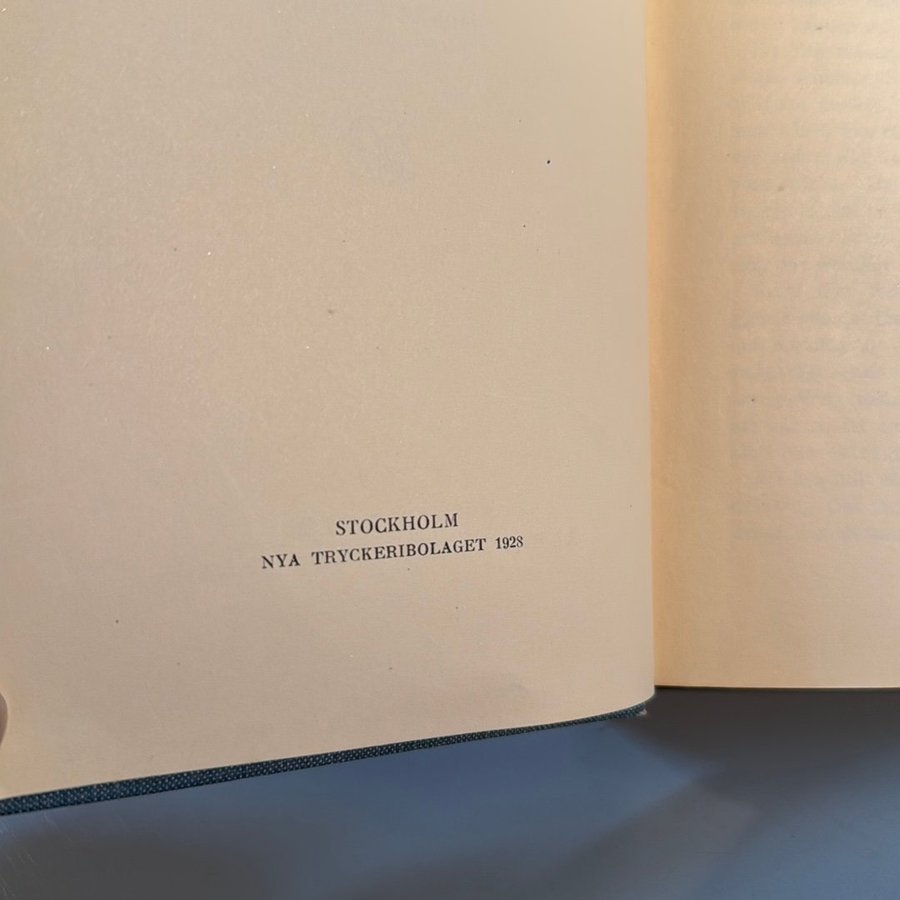 STOCKHOLM
NYA TRYCKERIBOLAGET 1928